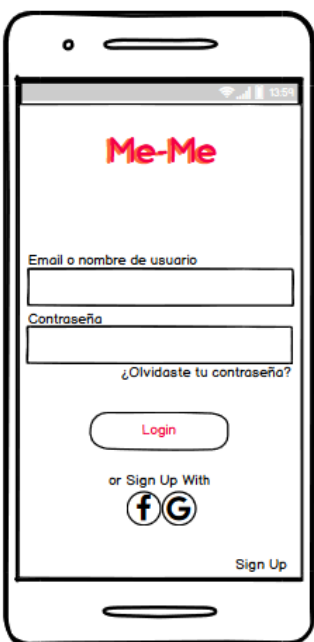 13:59
Me-Me
Email o nombre de usuario
Contraseña
¿Olvidaste tu contraseña?
Login
or Sign Up With
f G
Sign Up